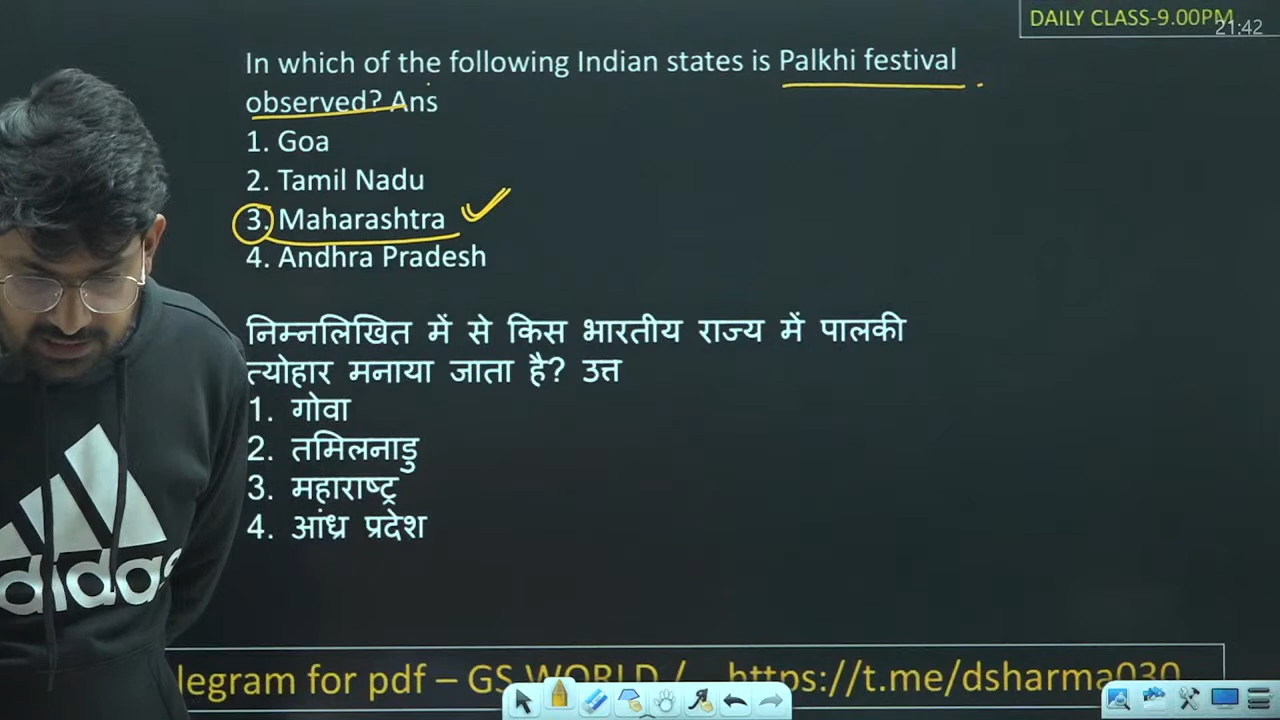 DAILY CLASS-9.00PM
21:42
In which of the following Indian states is Palkhi festival
observed? Ans
1. Goa
2. Tamil Nadu
3. Maharashtra
4. Andhra Pradesh
निम्नलिखित में से किस भारतीय राज्य में पालकी
त्योहार मनाया जाता है? उत्त
1. गोवा
2. तमिलनाडु
3. महाराष्ट्र
4. आंध्र प्रदेश
adidas
legram for pdf – GS WORLD / https://t.me/dsharma030